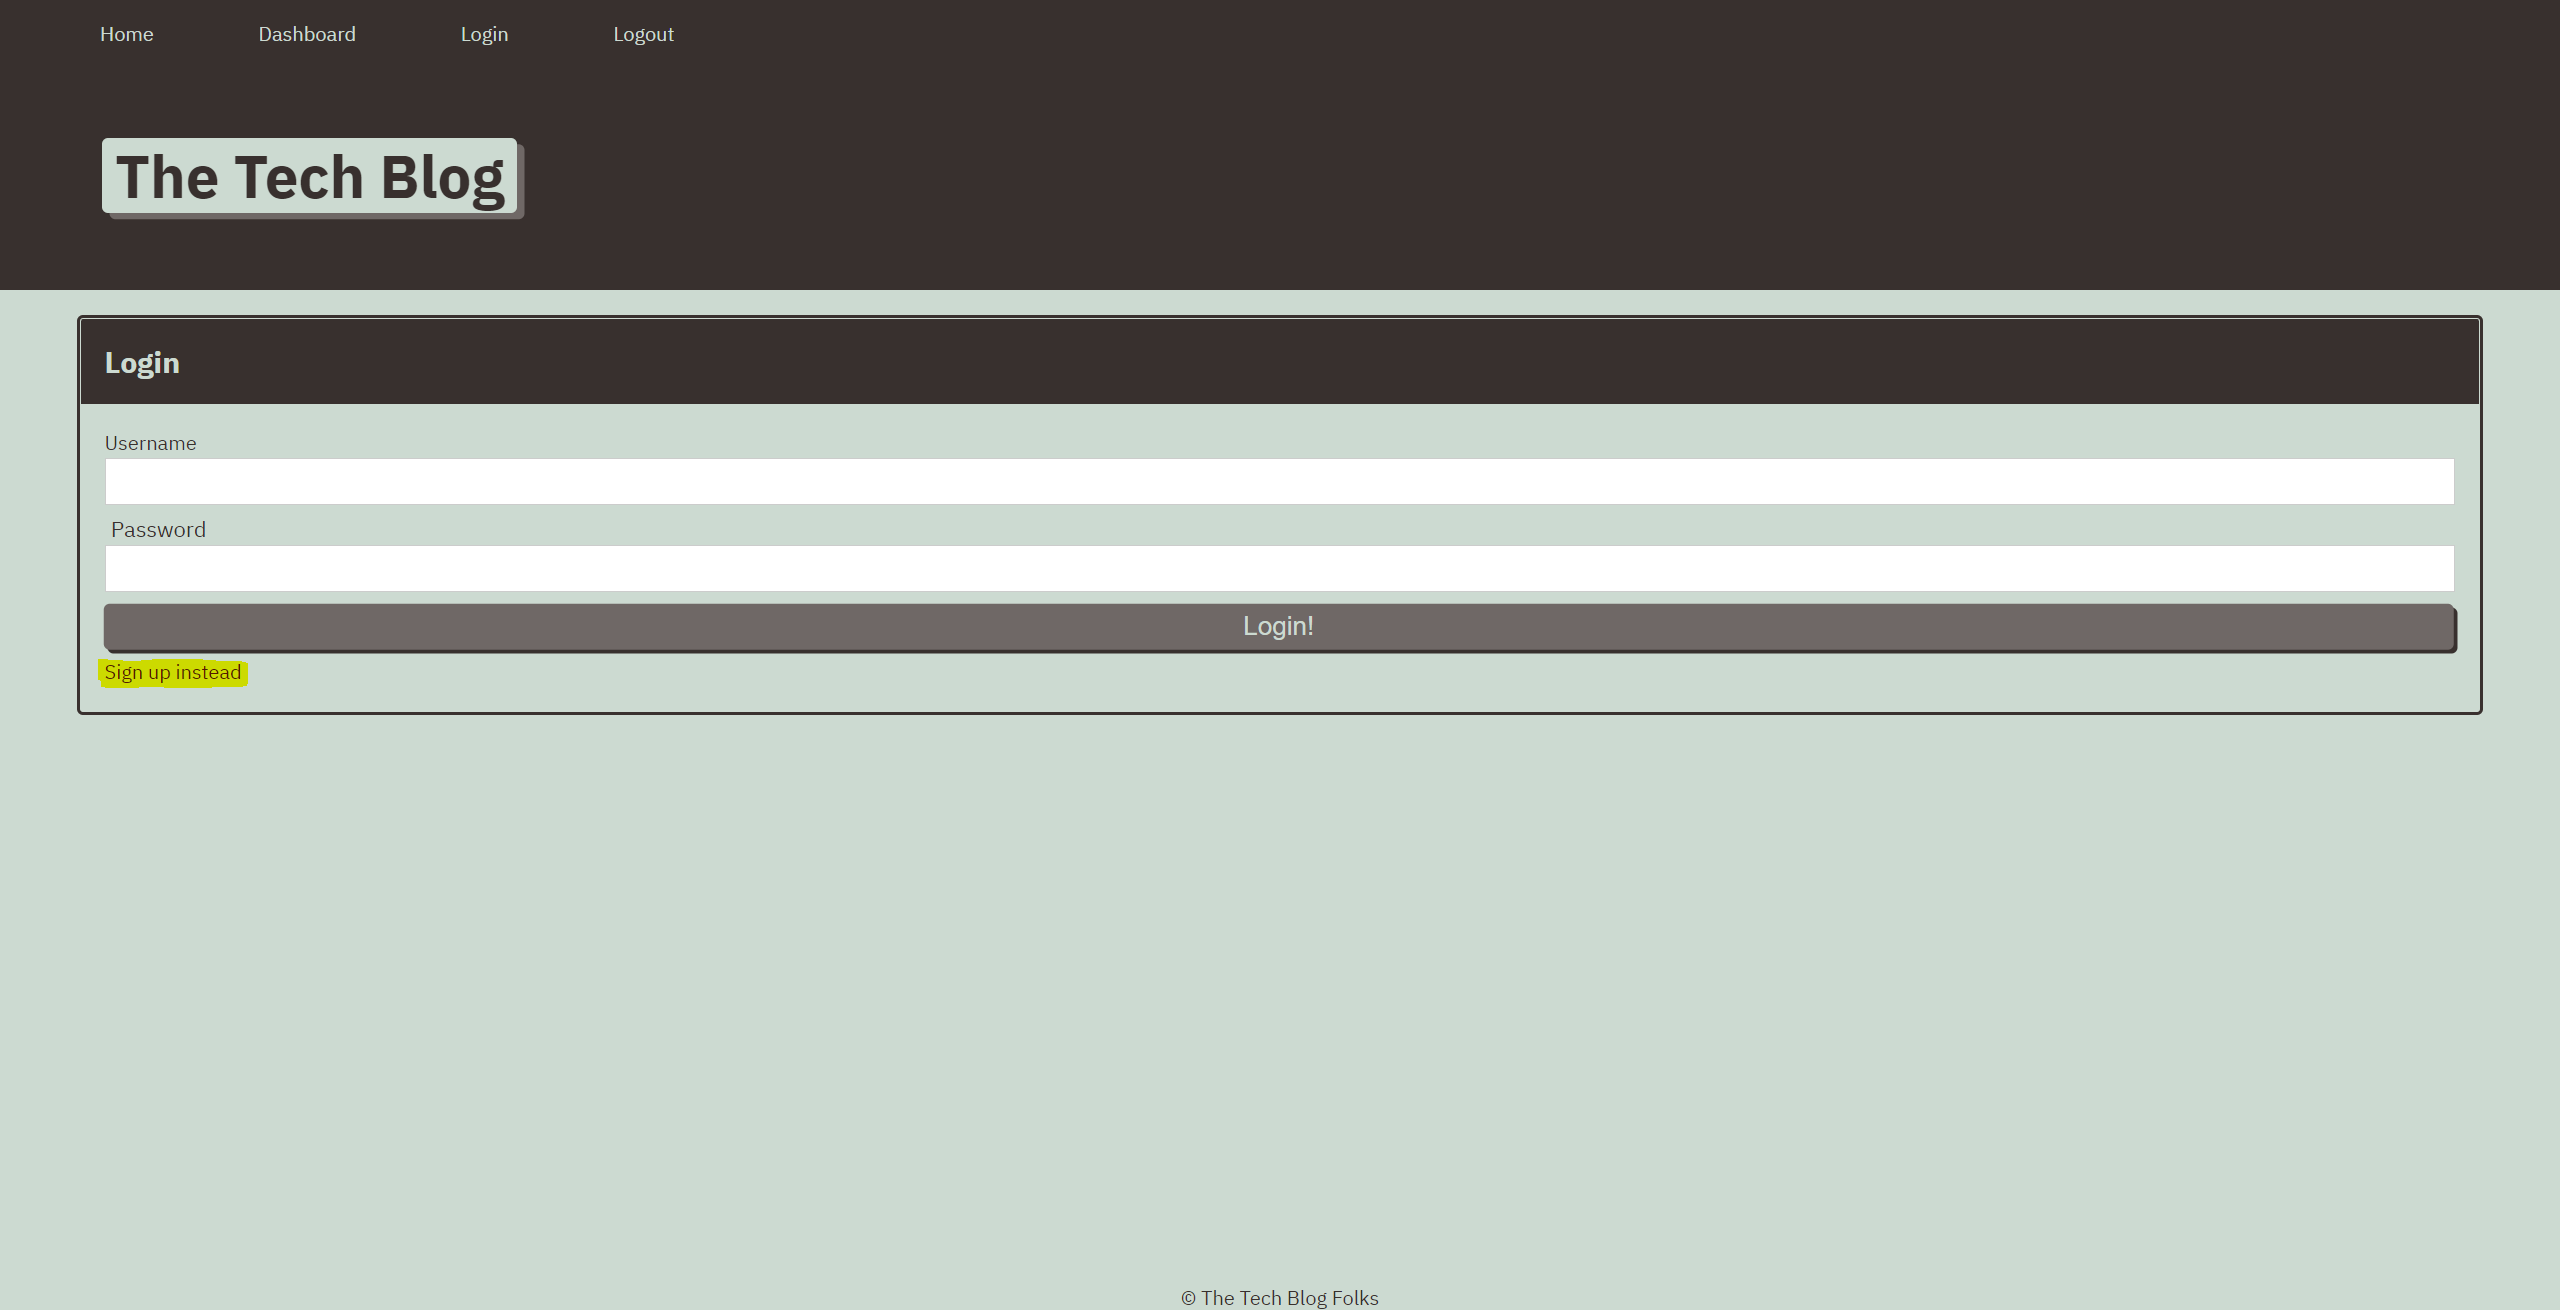 Home Dashboard Login Logout
The Tech Blog
Login
Username
Password
Login!
Sign up instead
© The Tech Blog Folks